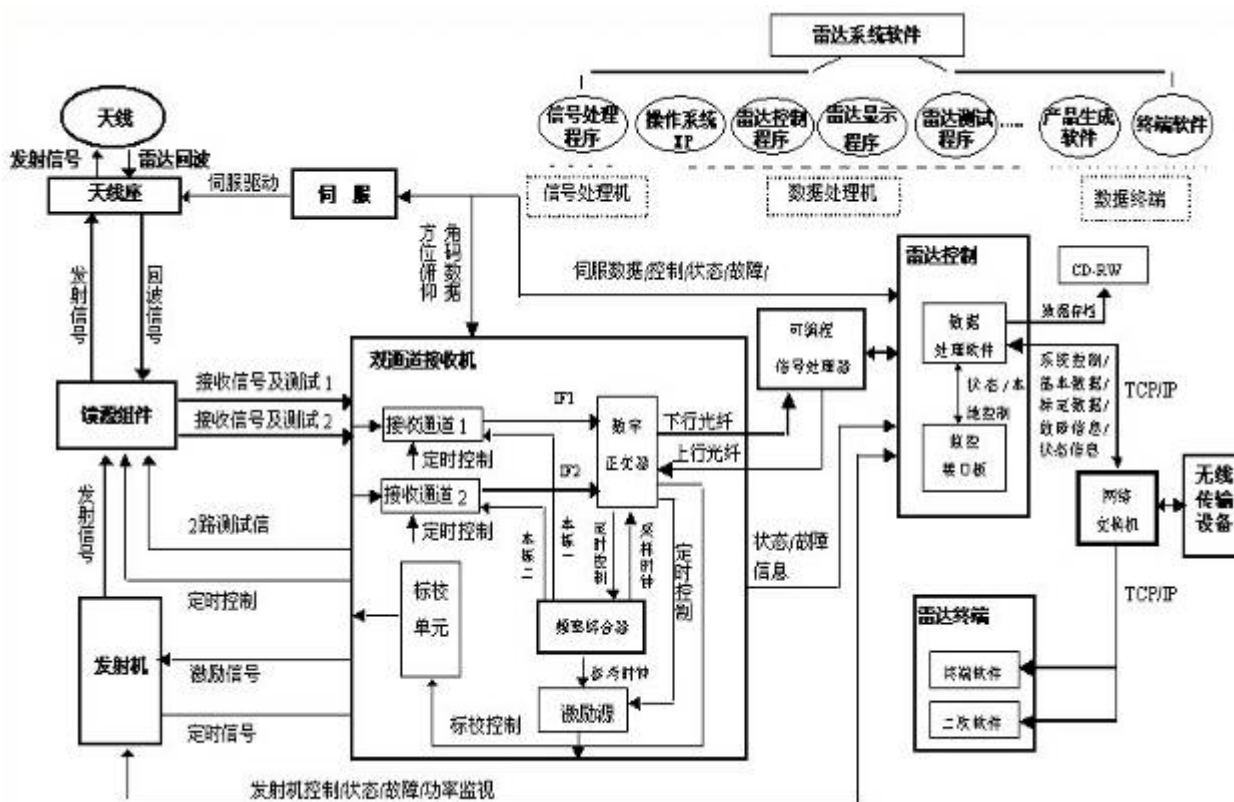 雷达系统软件
信号处理
程序
操作系统
XP
雷达控制
程序
雷达显示
程序
雷达测试
程序
......
产品生成
软件
终端软件
信号处理机
数据处理机
数据终端
天线
发射信号
雷达回波
天线座
伺服驱动
伺服
发射信号
回波信号
方位俯仰
角码数据
伺服数据/控制/状态/故障/
雷达控制
数据
处理软件
状态/本
地控制
监控
接口板
CD-RW
数据存档
系统控制/
基本数据/
标定数据/
故障信息/
状态信息
TCP/IP
可编程
信号处理器
双通道接收机
馈源组件
接收信号及测试1
接收信号及测试2
接收通道1
定时控制
接收通道2
定时控制
IF1
IF2
数字
正交器
下行光纤
上行光纤
网络
交换机
无线
传输
设备
2路测试信
定时控制
发射信号
本振二
本振一
定时控制
采样时钟
定时控制
状态/故障
信息
标校
单元
频率综合器
参考时钟
激励源
标校控制
发射机
激励信号
定时信号
TCP/IP
雷达终端
终端软件
二次软件
发射机控制/状态/故障/功率监视